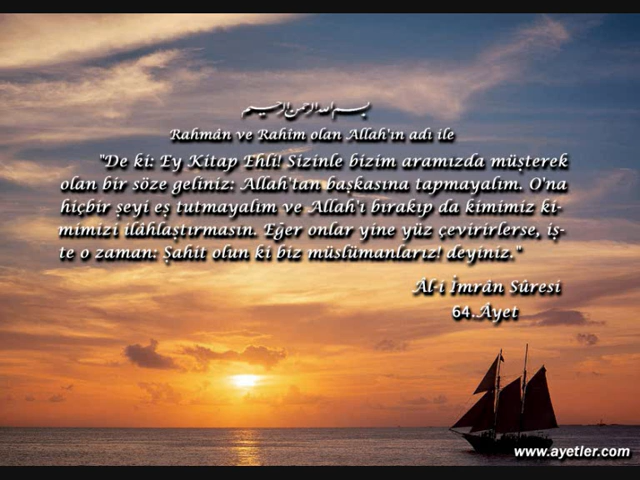 بسم الله الرحمن الرحيم
Rahmân ve Rahîm olan Allah'ın adı ile
"De ki: Ey Kitap Ehli! Sizinle bizim aramızda müşterek
olan bir söze geliniz: Allah'tan başkasına tapmayalım. O'na
hiçbir şeyi eş tutmayalım ve Allah'ı bırakıp da kimimiz ki-
mimizi ilâhlaştırmasın. Eğer onlar yine yüz çevirirlerse, iş-
te o zaman: Şahit olun ki biz müslümanlarız! deyiniz."
Âl-i İmrân Sûresi
64.Âyet
www.ayetler.com